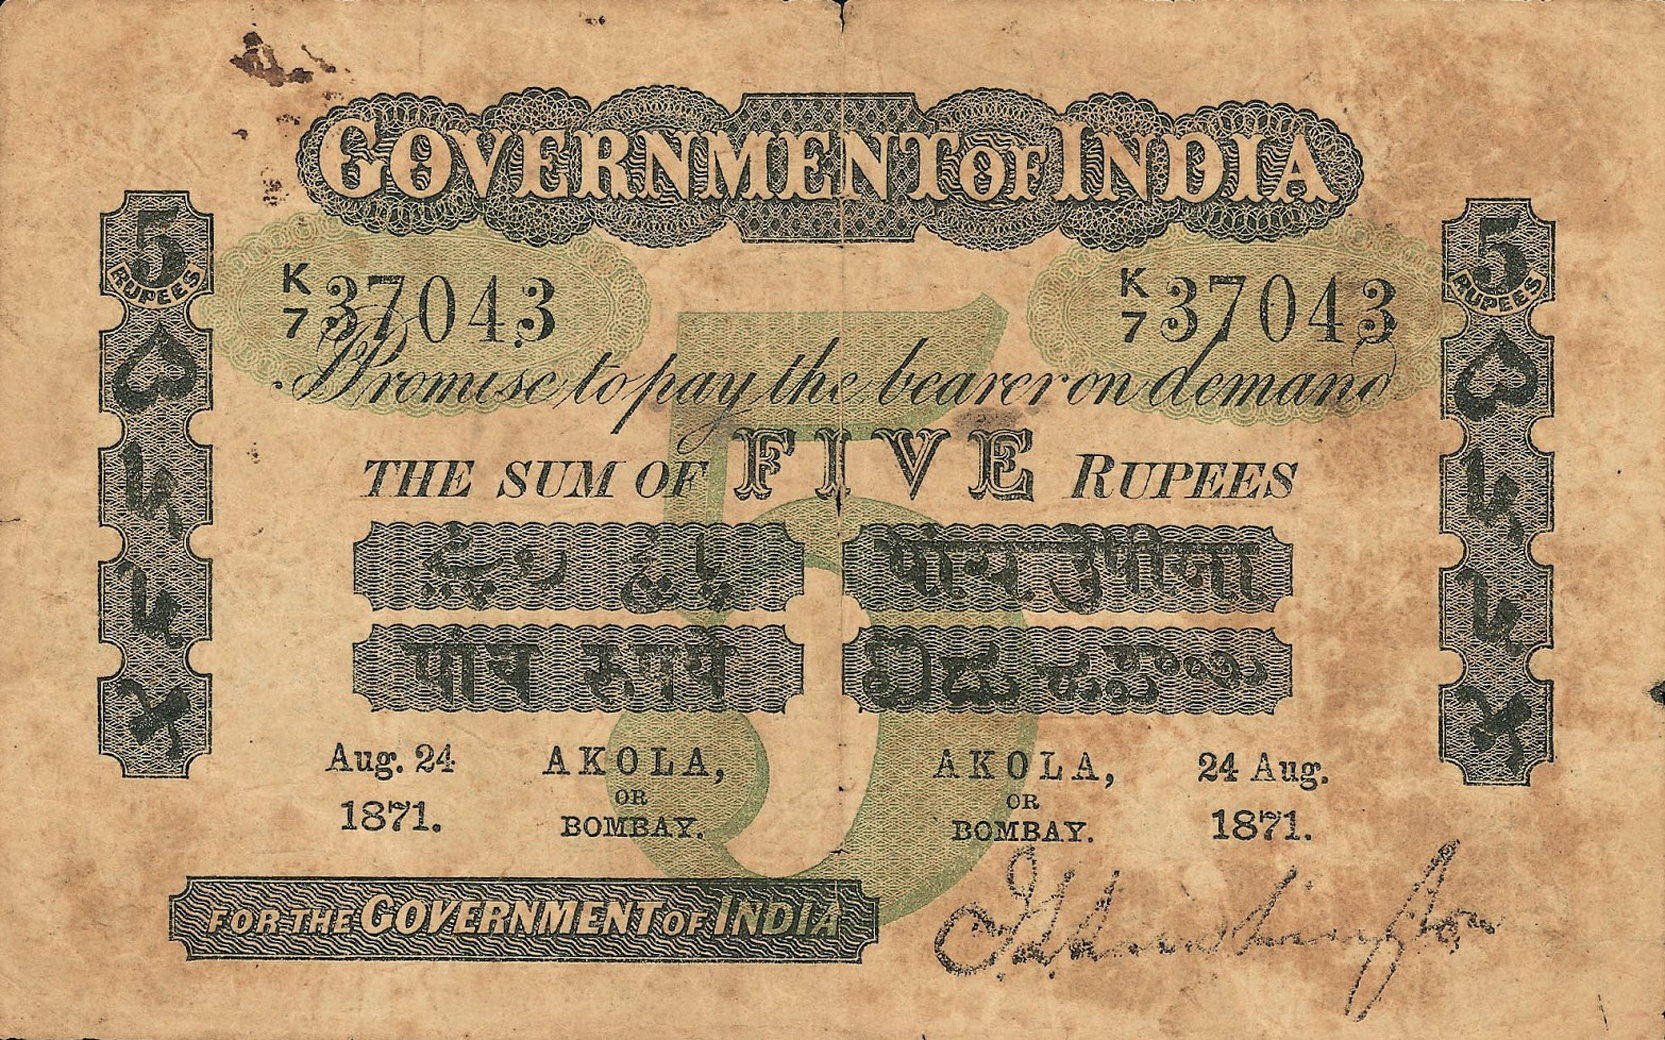 GOVERNMENT OF INDIA
5 RUPEES
5 RUPEES
K/7 37043
K/7 37043
Promise to pay the bearer on demand
THE SUM OF FIVE RUPEES
पांच रूपये
Aug. 24 1871.
AKOLA, OR BOMBAY.
AKOLA, OR BOMBAY.
24 Aug. 1871.
FOR THE GOVERNMENT OF INDIA